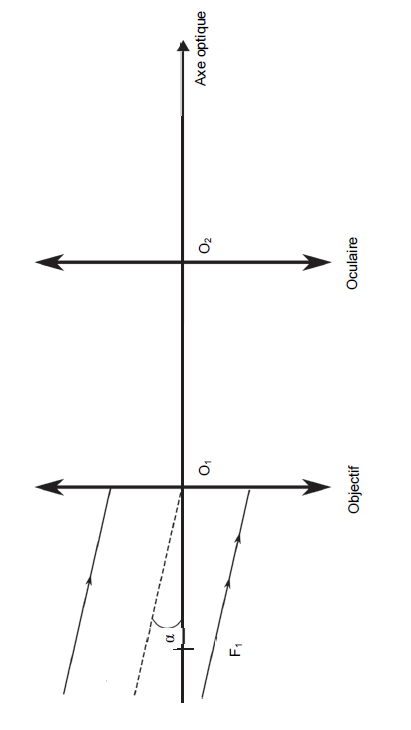 Axe optique
O₂
Oculaire
O₁
Objectif
α
F₁